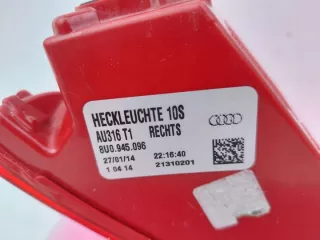 HECKLEUCHTE 10S
AU316 T1 RECHTS
8U0.945.096
27/01/14 22:16:40
1 04 14 21310201